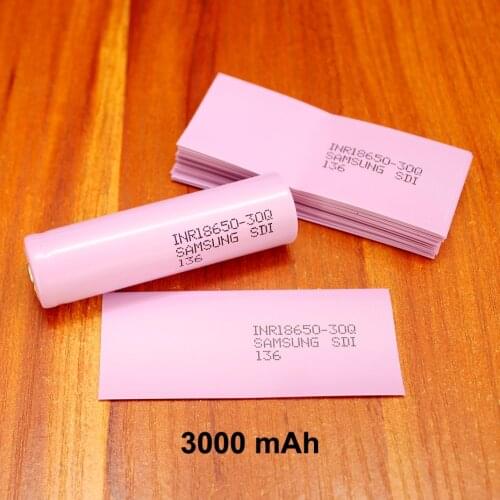 INR18650-30Q
SAMSUNG SDI
136
INR18650-30Q
SAMSUNG SDI
136
INR18650-30Q
SAMSUNG SDI
136
3000 mAh